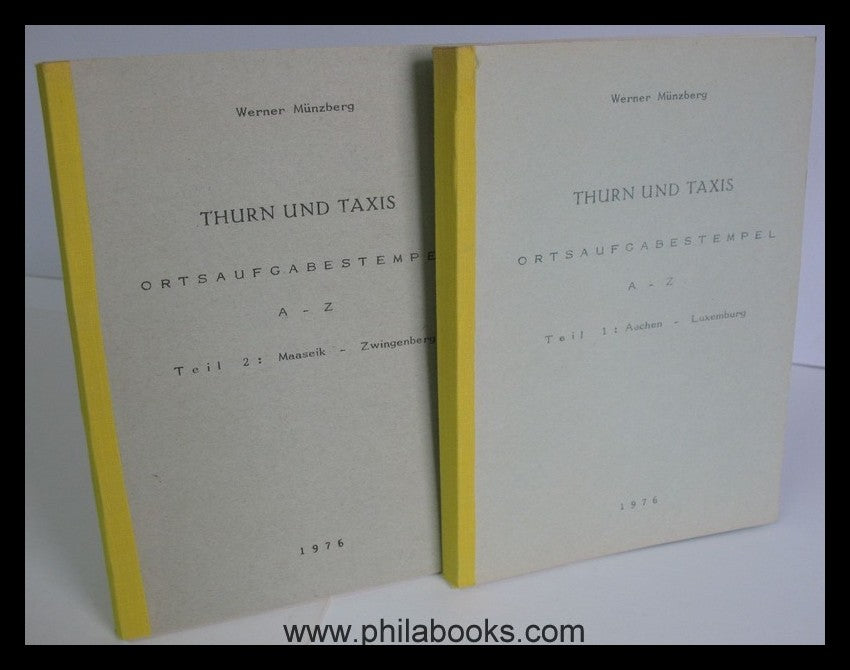 Werner Münzberg
THURN UND TAXIS
ORTSAUFGABESTEMPE
A - Z
Teil 2: Maaseik - Zwingenberg
1976
Werner Münzberg
THURN UND TAXIS
ORTSAUFGABESTEMPEL
A - Z
Teil 1: Aachen - Luxemburg
1976
www.philabooks.com